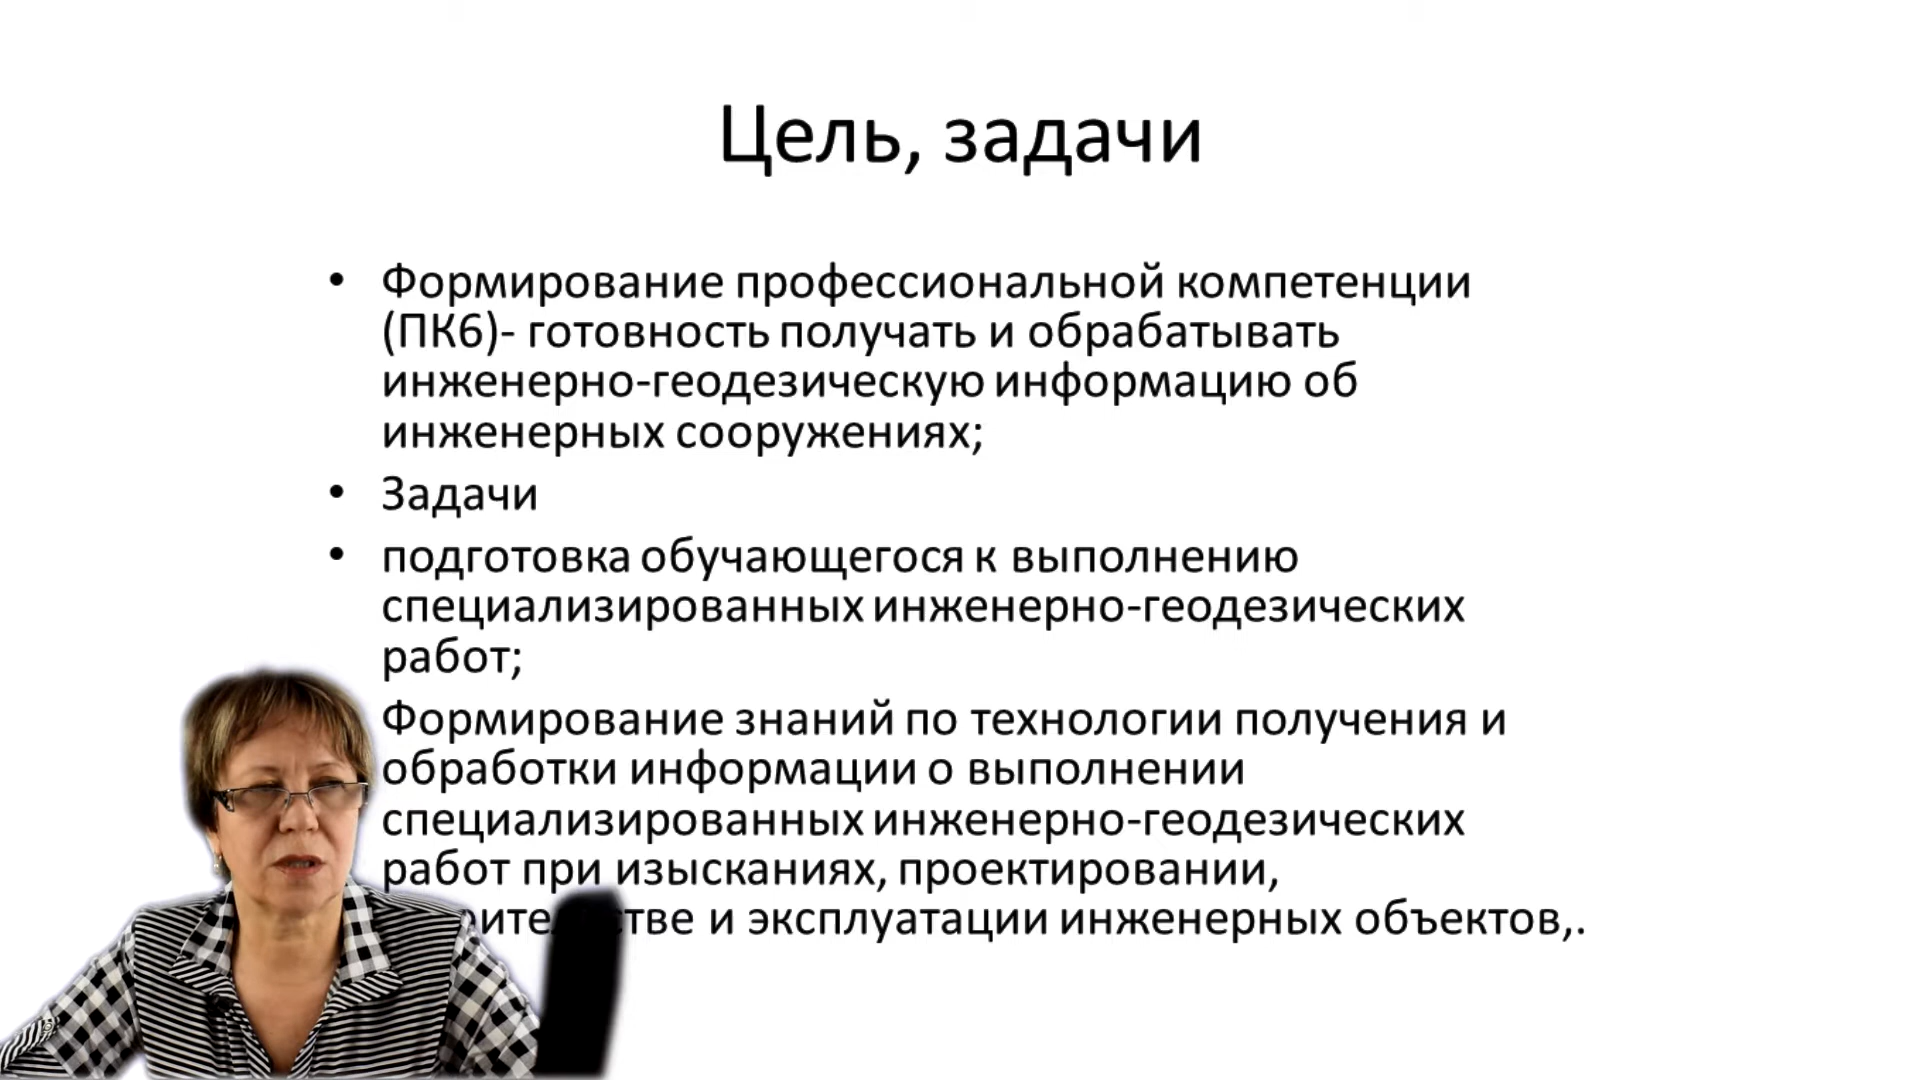 Цель, задачи
• Формирование профессиональной компетенции
(ПК6)- готовность получать и обрабатывать
инженерно-геодезическую информацию об
инженерных сооружениях;
• Задачи
• подготовка обучающегося к выполнению
специализированных инженерно-геодезических
работ;
Формирование знаний по технологии получения и
обработки информации о выполнении
специализированных инженерно-геодезических
работ при изысканиях, проектировании,
и эксплуатации инженерных объектов,.